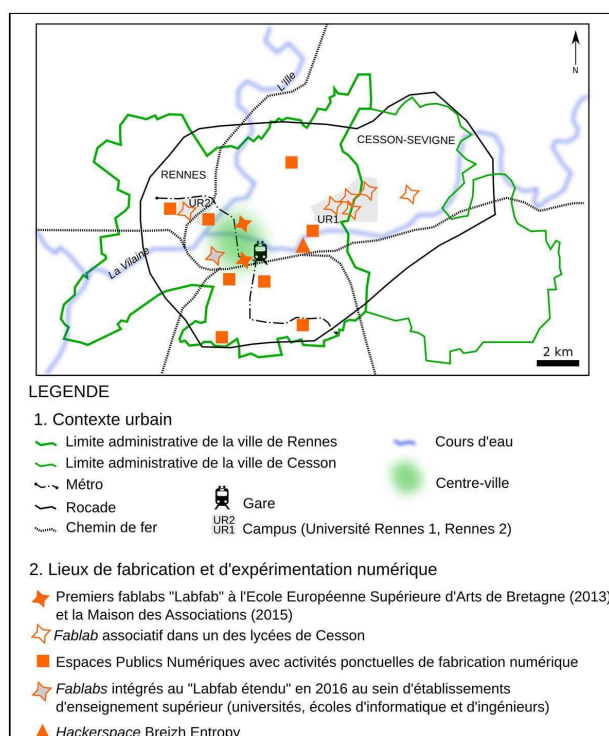 N
L'Ille
CESSON-SEVIGNE
RENNES
UR2
UR1
La Vilaine
2 km
LEGENDE
1. Contexte urbain
Limite administrative de la ville de Rennes
Cours d'eau
Limite administrative de la ville de Cesson
Centre-ville
Métro
Rocade
Gare
Chemin de fer
UR2
UR1
Campus (Université Rennes 1, Rennes 2)
2. Lieux de fabrication et d'expérimentation numérique
Premiers fablabs "Labfab" à l'Ecole Européenne Supérieure d'Arts de Bretagne (2013)
et la Maison des Associations (2015)
Fablab associatif dans un des lycées de Cesson
Espaces Publics Numériques avec activités ponctuelles de fabrication numérique
Fablabs intégrés au "Labfab étendu" en 2016 au sein d'établissements
d'enseignement supérieur (universités, écoles d'informatique et d'ingénieurs)
Hackerspace Breizh Entropy